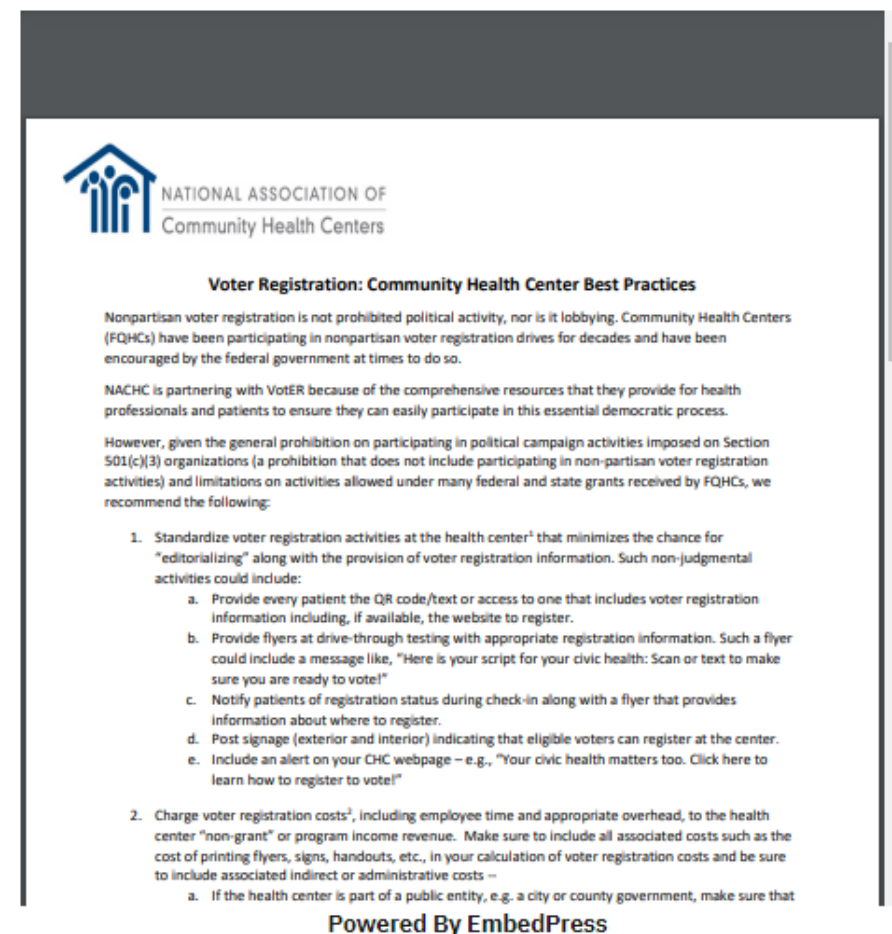 NATIONAL ASSOCIATION OF
Community Health Centers
Voter Registration: Community Health Center Best Practices
Nonpartisan voter registration is not prohibited political activity, nor is it lobbying. Community Health Centers
(FQHCs) have been participating in nonpartisan voter registration drives for decades and have been
encouraged by the federal government at times to do so.
NACHC is partnering with VotER because of the comprehensive resources that they provide for health
professionals and patients to ensure they can easily participate in this essential democratic process.
However, given the general prohibition on participating in political campaign activities imposed on Section
501(c)(3) organizations (a prohibition that does not include participating in non-partisan voter registration
activities) and limitations on activities allowed under many federal and state grants received by FQHCs, we
recommend the following:
1. Standardize voter registration activities at the health center¹ that minimizes the chance for
"editorializing" along with the provision of voter registration information. Such non-judgmental
activities could include:
a. Provide every patient the QR code/text or access to one that includes voter registration
information including, if available, the website to register.
b. Provide flyers at drive-through testing with appropriate registration information. Such a flyer
could include a message like, "Here is your script for your civic health: Scan or text to make
sure you are ready to vote!"
c. Notify patients of registration status during check-in along with a flyer that provides
information about where to register.
d. Post signage (exterior and interior) indicating that eligible voters can register at the center.
e. Include an alert on your CHC webpage – e.g., "Your civic health matters too. Click here to
learn how to register to vote!"
2. Charge voter registration costs², including employee time and appropriate overhead, to the health
center "non-grant" or program income revenue. Make sure to include all associated costs such as the
cost of printing flyers, signs, handouts, etc., in your calculation of voter registration costs and be sure
to include associated indirect or administrative costs --
a. If the health center is part of a public entity, e.g. a city or county government, make sure that
Powered By EmbedPress